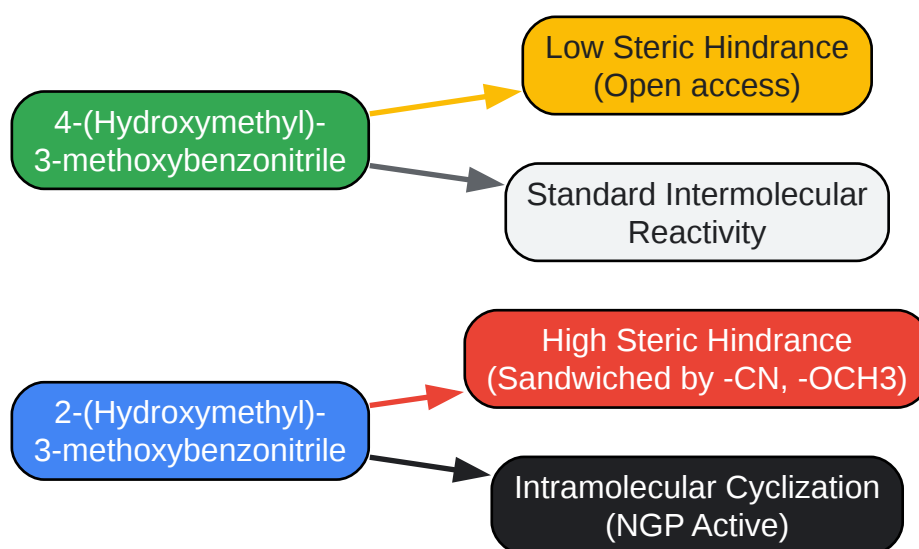 Low Steric Hindrance
(Open access)
4-(Hydroxymethyl)-
3-methoxybenzonitrile
Standard Intermolecular
Reactivity
High Steric Hindrance
(Sandwiched by -CN, -OCH3)
2-(Hydroxymethyl)-
3-methoxybenzonitrile
Intramolecular Cyclization
(NGP Active)